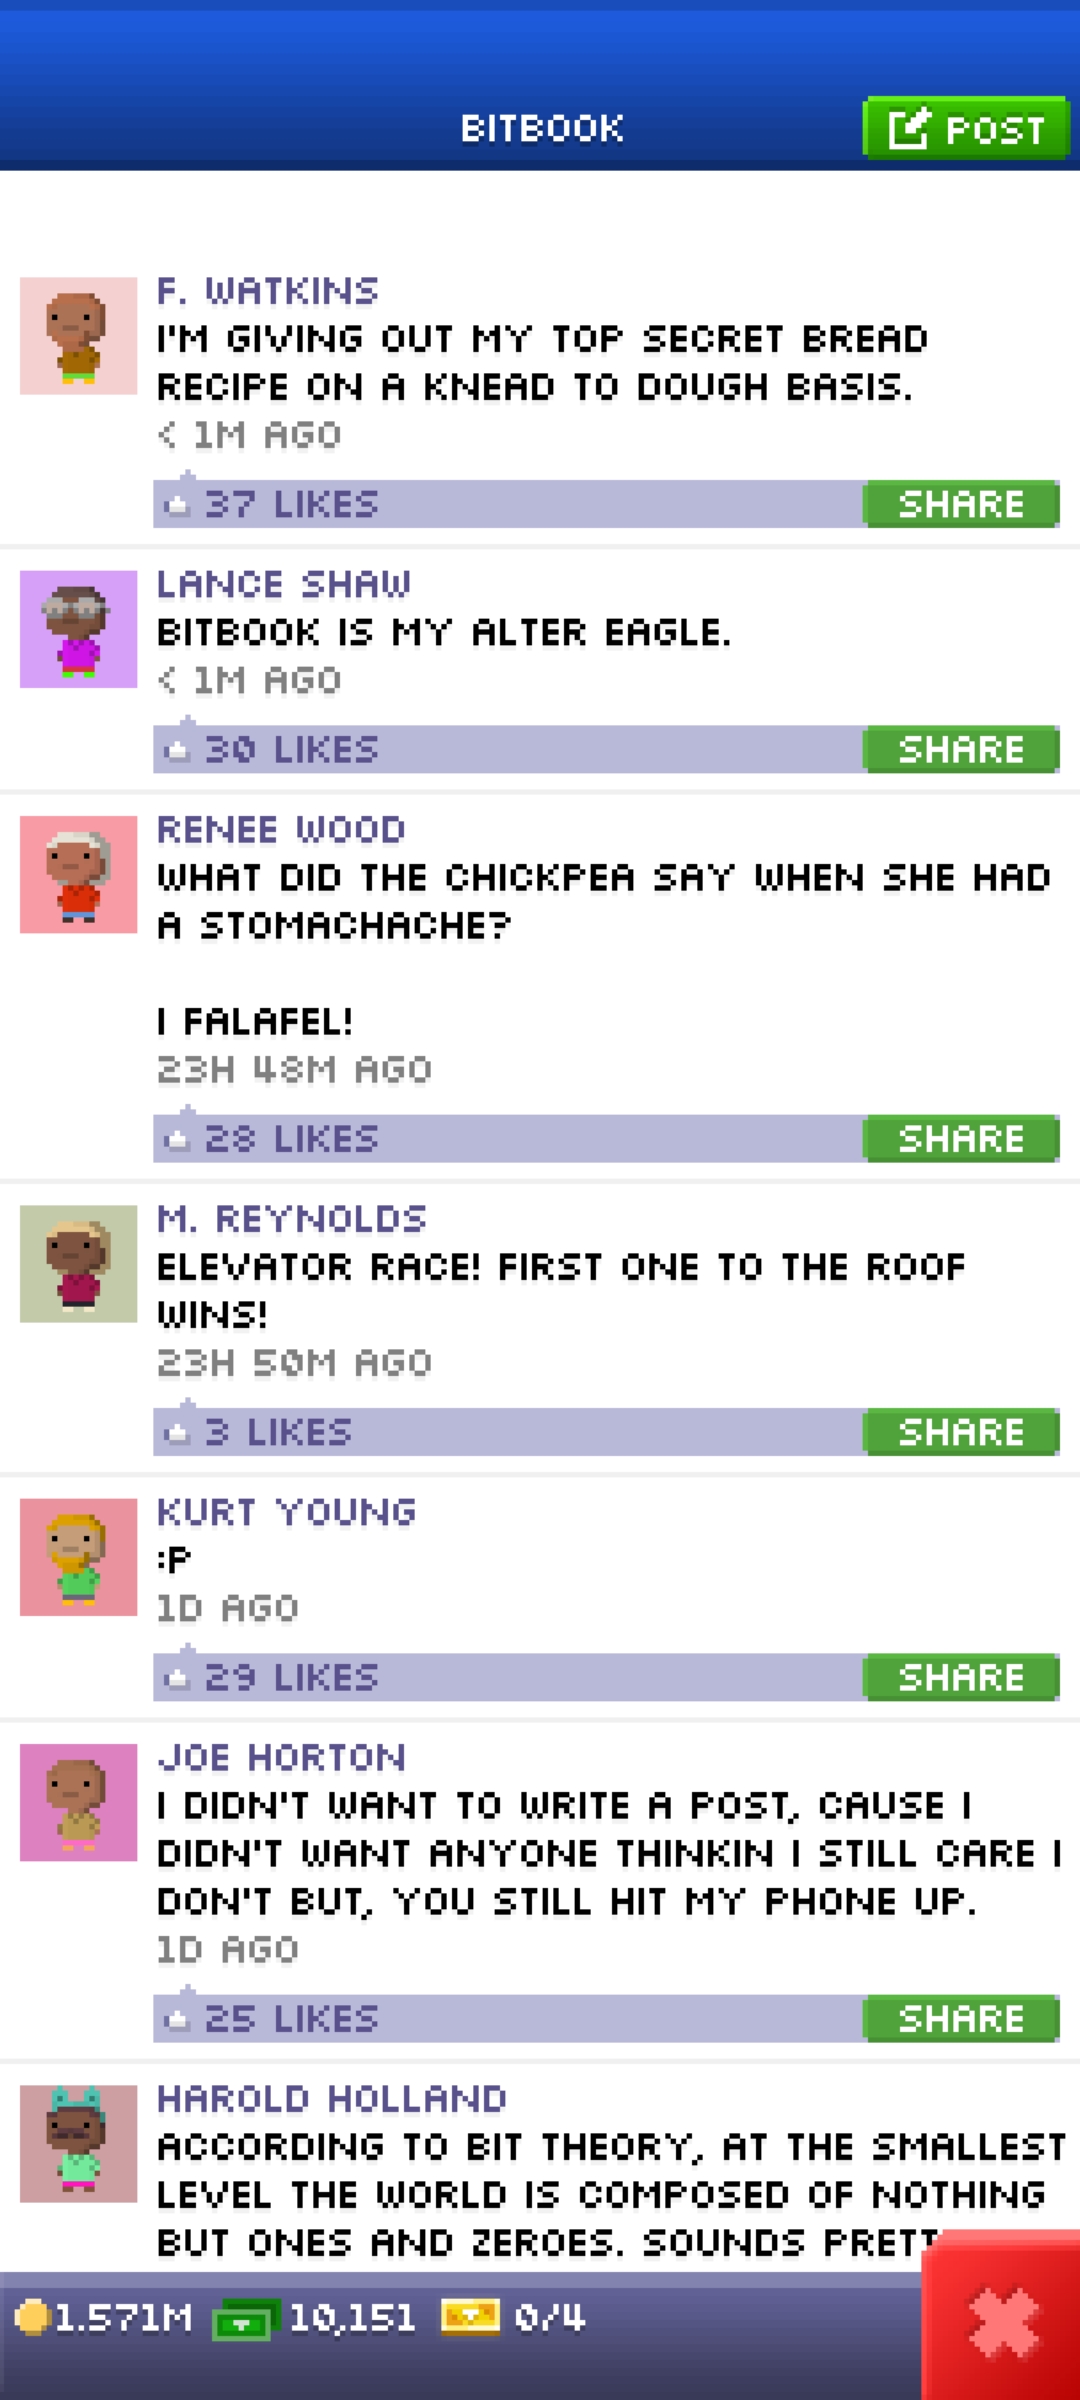 BITBOOK
POST
F. WATKINS
I'M GIVING OUT MY TOP SECRET BREAD
RECIPE ON A KNEAD TO DOUGH BASIS.
< 1M AGO
37 LIKES
SHARE
LANCE SHAW
BITBOOK IS MY ALTER EAGLE.
< 1M AGO
30 LIKES
SHARE
RENEE WOOD
WHAT DID THE CHICKPEA SAY WHEN SHE HAD
A STOMACHACHE?
I FALAFEL!
23H 48M AGO
28 LIKES
SHARE
M. REYNOLDS
ELEVATOR RACE! FIRST ONE TO THE ROOF
WINS!
23H 50M AGO
3 LIKES
SHARE
KURT YOUNG
:P
1D AGO
29 LIKES
SHARE
JOE HORTON
I DIDN'T WANT TO WRITE A POST, CAUSE I
DIDN'T WANT ANYONE THINKIN I STILL CARE I
DON'T BUT, YOU STILL HIT MY PHONE UP.
1D AGO
25 LIKES
SHARE
HAROLD HOLLAND
ACCORDING TO BIT THEORY, AT THE SMALLEST
LEVEL THE WORLD IS COMPOSED OF NOTHING
BUT ONES AND ZEROES. SOUNDS
1.571M 10,151 0/4